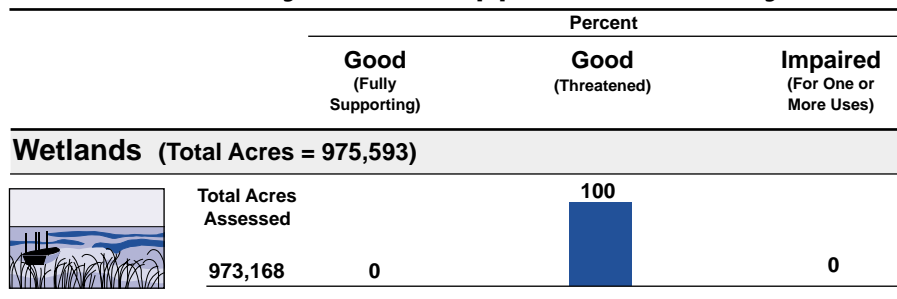 Percent
Good Good Impaired
(Fully (Threatened) (For One or
Supporting) More Uses)
Wetlands (Total Acres = 975,593)
Total Acres 100
Assessed
973,168 0 0